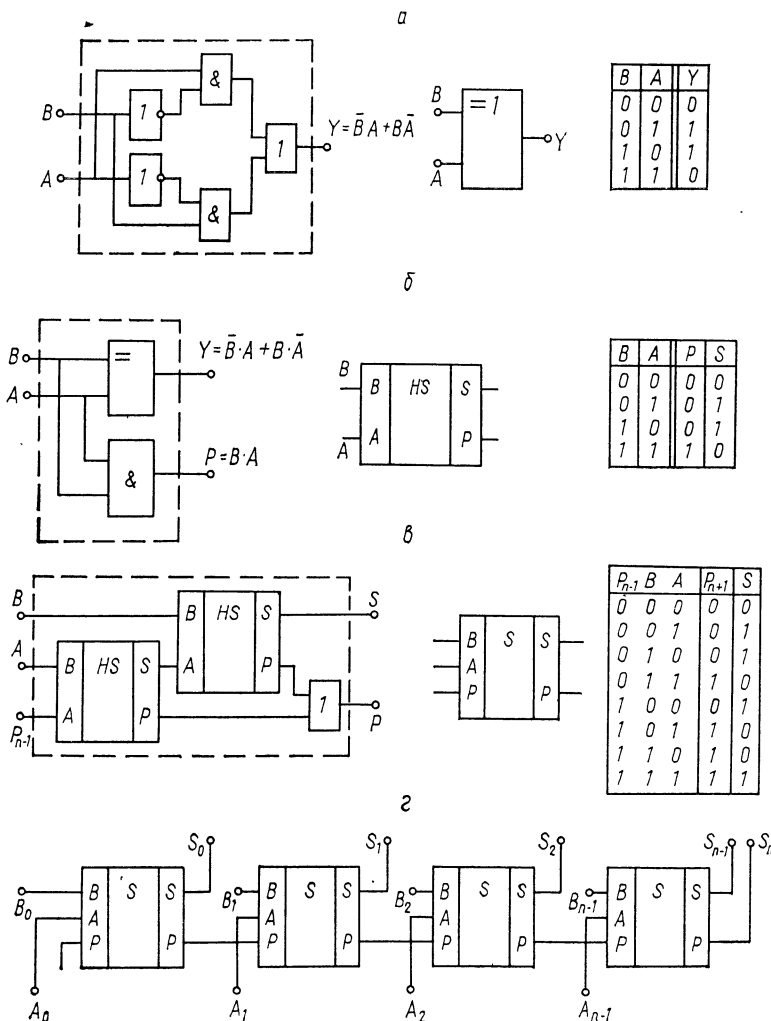 а
B
A
1
1
&
&
1
Y = B̄A + BĀ
B
A
=1
Y
B A Y
0 0 0
0 1 1
1 0 1
1 1 0
б
B
A
=
&
Y = B̄·A + B·Ā
P = B·A
B
A
B HS S
A P
B A P S
0 0 0 0
0 1 0 1
1 0 0 1
1 1 1 0
в
B
A
Pn-1
B HS S
A P
B HS S
A P
1
S
P
B S S
A
P P
Pn-1 B A Pn+1 S
0 0 0 0 0
0 0 1 0 1
0 1 0 0 1
0 1 1 1 0
1 0 0 0 1
1 0 1 1 0
1 1 0 1 0
1 1 1 1 1
г
S0 S1 S2 Sn-1
B0 B1 B2 Bn-1
B S S
A
P P
B S S
A
P P
B S S
A
P P
B S S
A
P P
A0 A1 A2 An-1